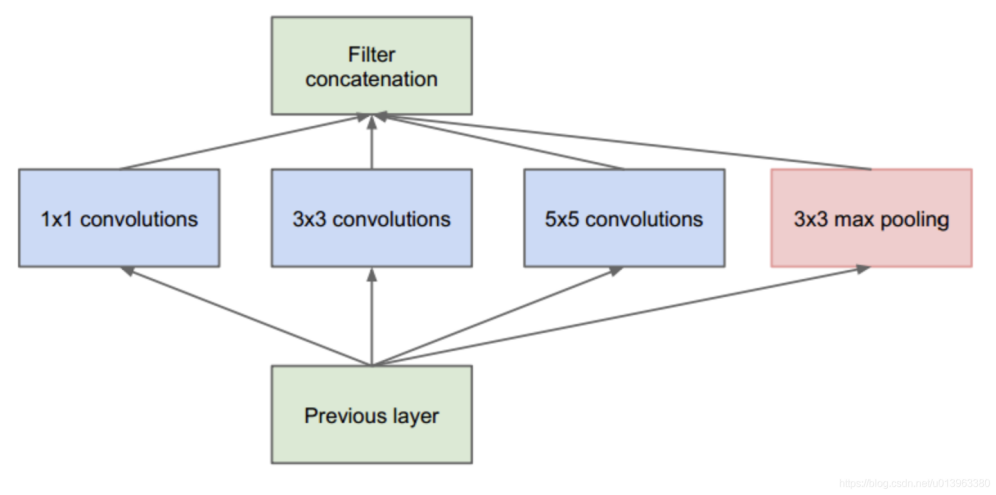 Filter
concatenation
1x1 convolutions
3x3 convolutions
5x5 convolutions
3x3 max pooling
Previous layer
https://blog.csdn.net/u013963380